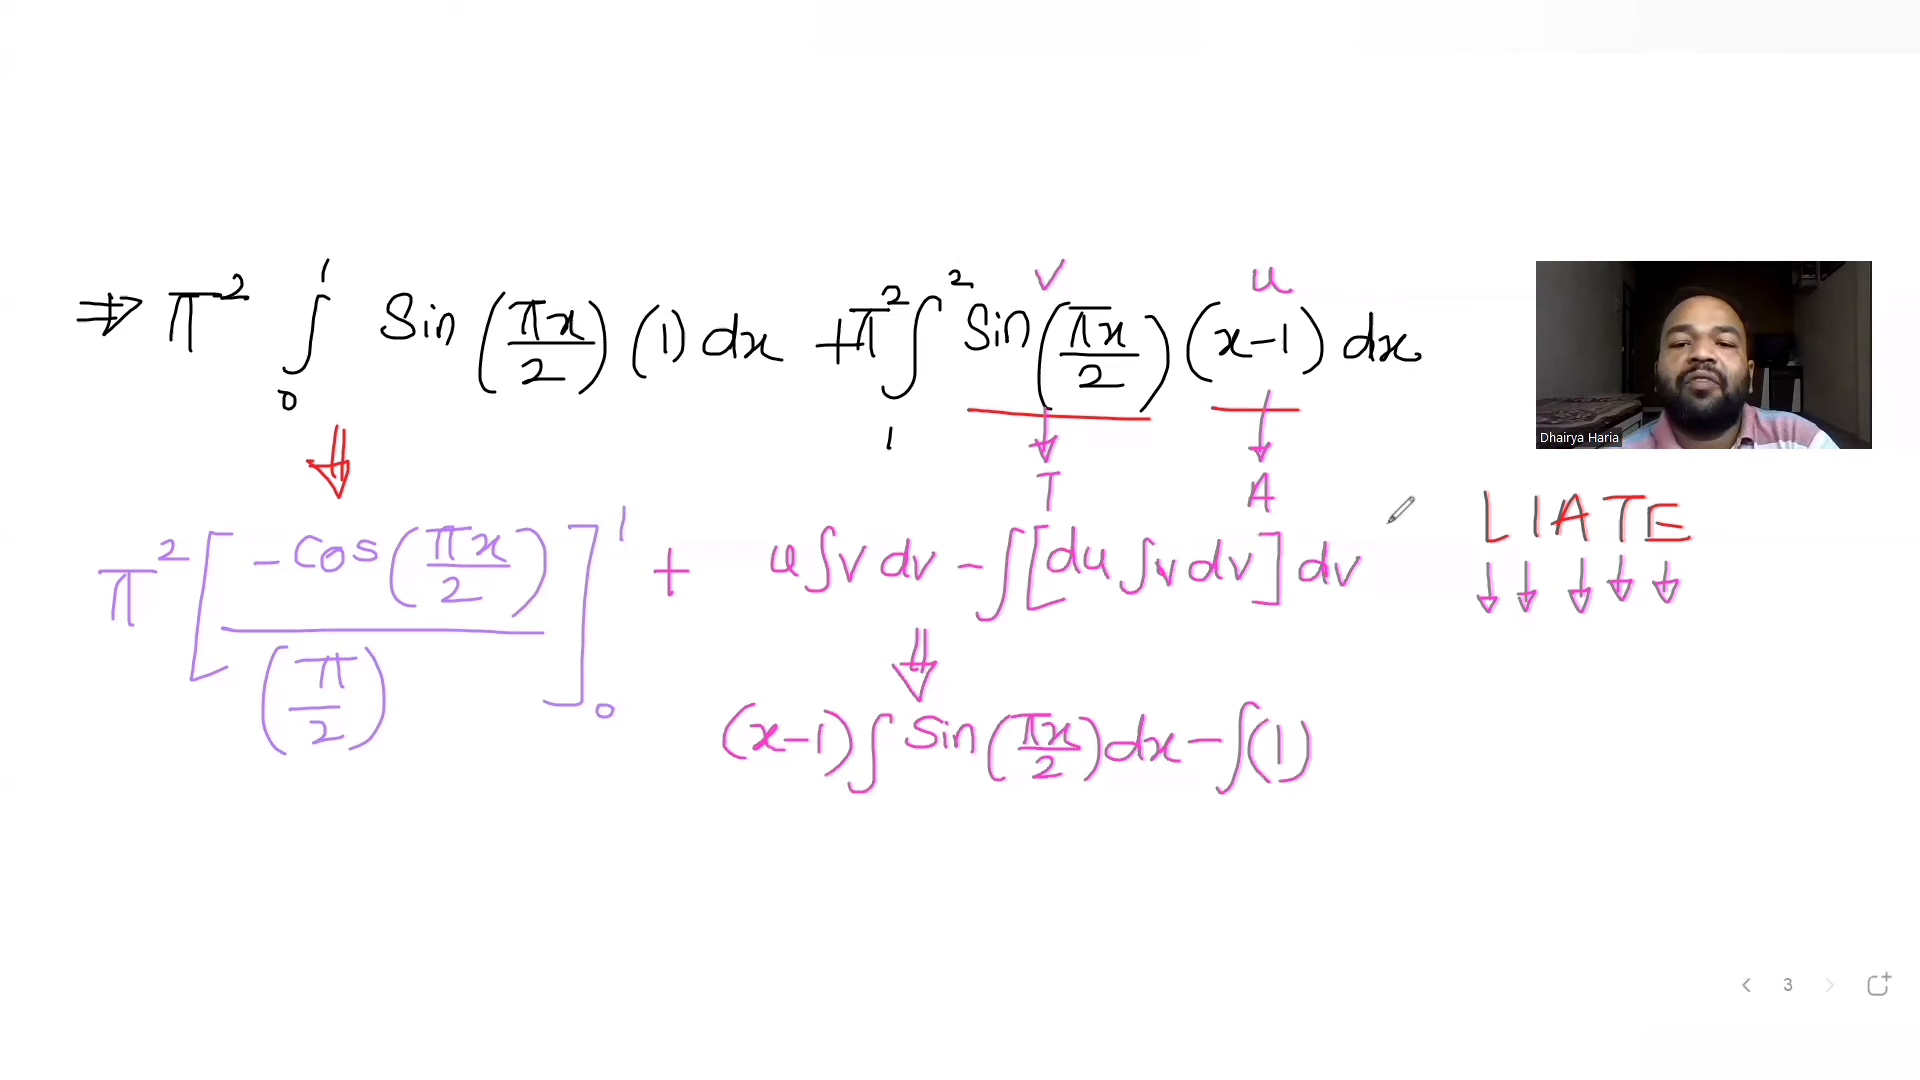 ⇒ π² ∫₀¹ Sin (πx/2) (1) dx + π² ∫₁² Sin (πx/2) (x-1) dx
v u
Dhairya Haria
T A
LIATE
π² [ -cos (πx/2) / (π/2) ]₀¹ + u ∫v dv - ∫[du ∫v dv] dv
(x-1) ∫ Sin (πx/2) dx - ∫(1)
3